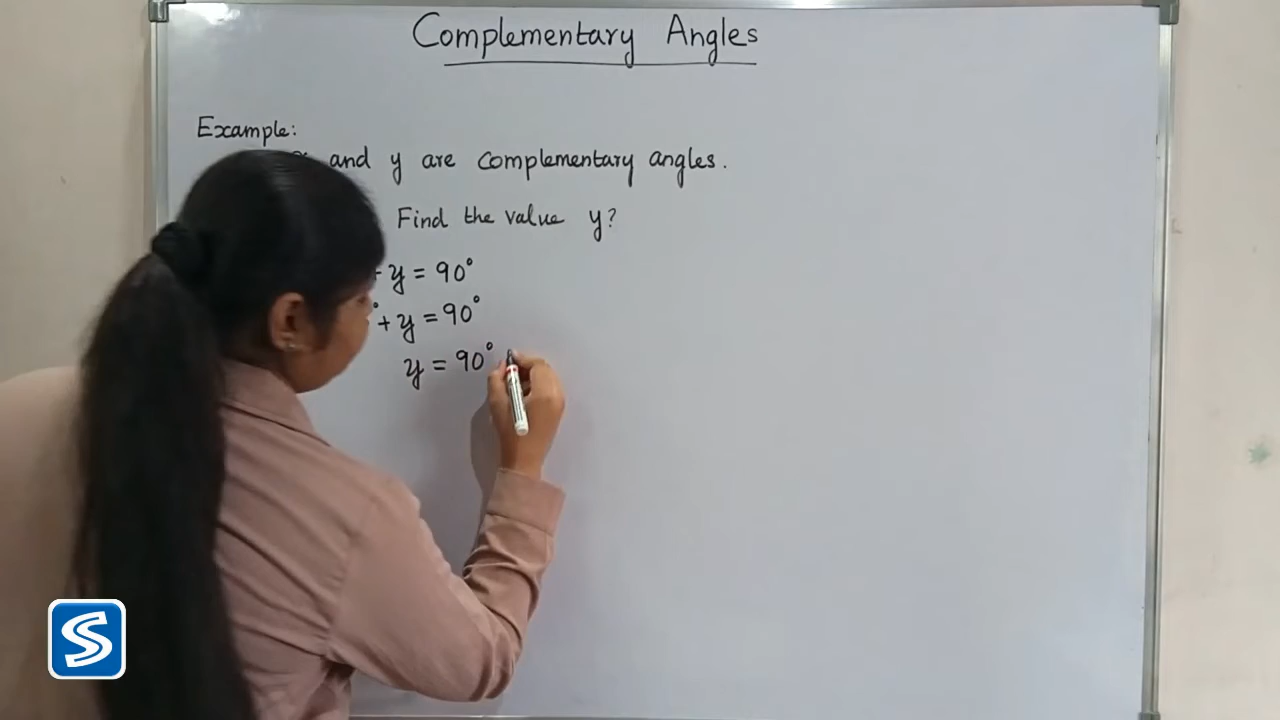 Complementary Angles
Example:
and y are complementary angles.
Find the value y?
+ y = 90°
° + y = 90°
y = 90°
S